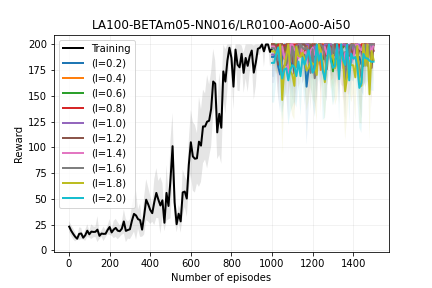 LA100-BETAm05-NN016/LR0100-Ao00-Ai50
Reward
200
175
150
125
100
75
50
25
0
Training
(l=0.2)
(l=0.4)
(l=0.6)
(l=0.8)
(l=1.0)
(l=1.2)
(l=1.4)
(l=1.6)
(l=1.8)
(l=2.0)
0 200 400 600 800 1000 1200 1400
Number of episodes